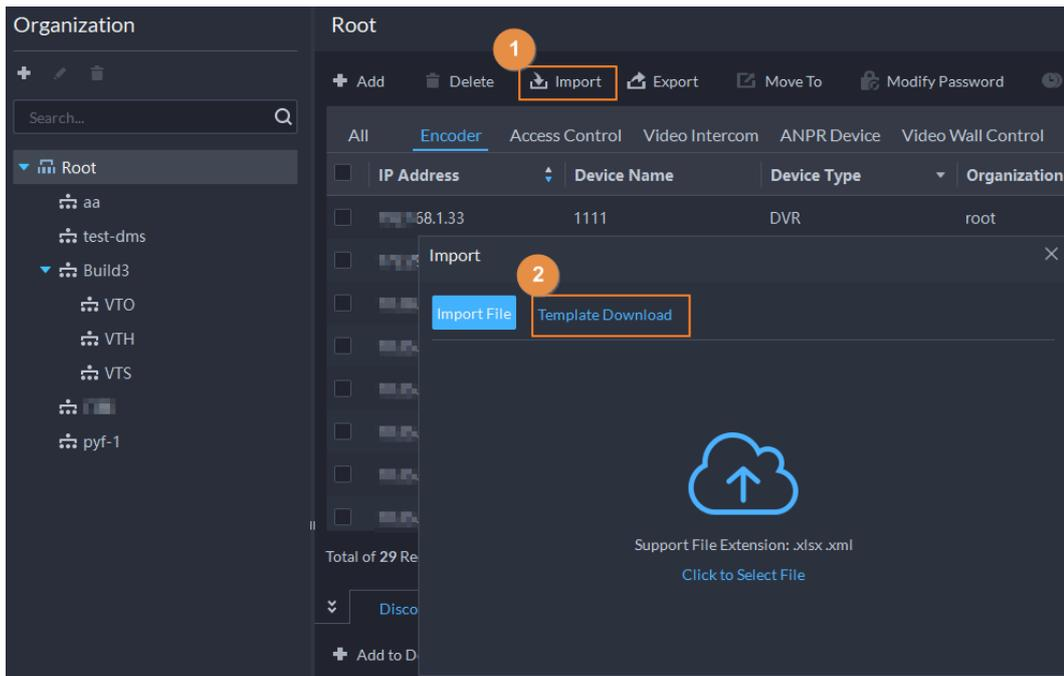 Organization
Search...
Root
aa
test-dms
Build3
VTO
VTH
VTS
pyf-1
Root
1
Add Delete Import Export Move To Modify Password
All Encoder Access Control Video Intercom ANPR Device Video Wall Control
IP Address Device Name Device Type Organization
68.1.33 1111 DVR root
Import
2
Import File Template Download
Support File Extension: .xlsx .xml
Click to Select File
Total of 29 Re
Disco
Add to D